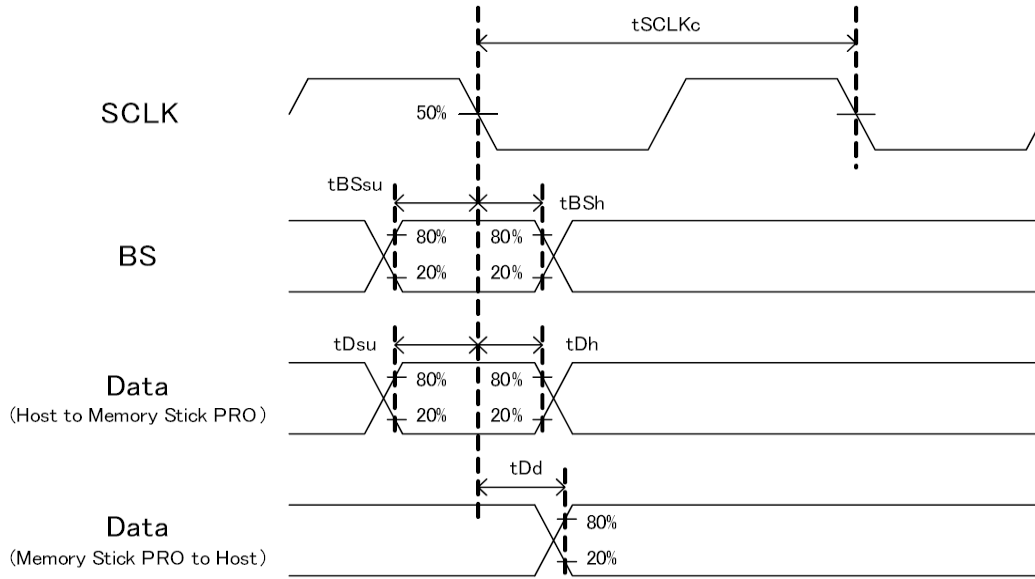 tSCLKc
SCLK
50%
tBSsu
tBSh
BS
80%
80%
20%
20%
tDsu
tDh
Data
(Host to Memory Stick PRO)
80%
80%
20%
20%
tDd
Data
(Memory Stick PRO to Host)
80%
20%